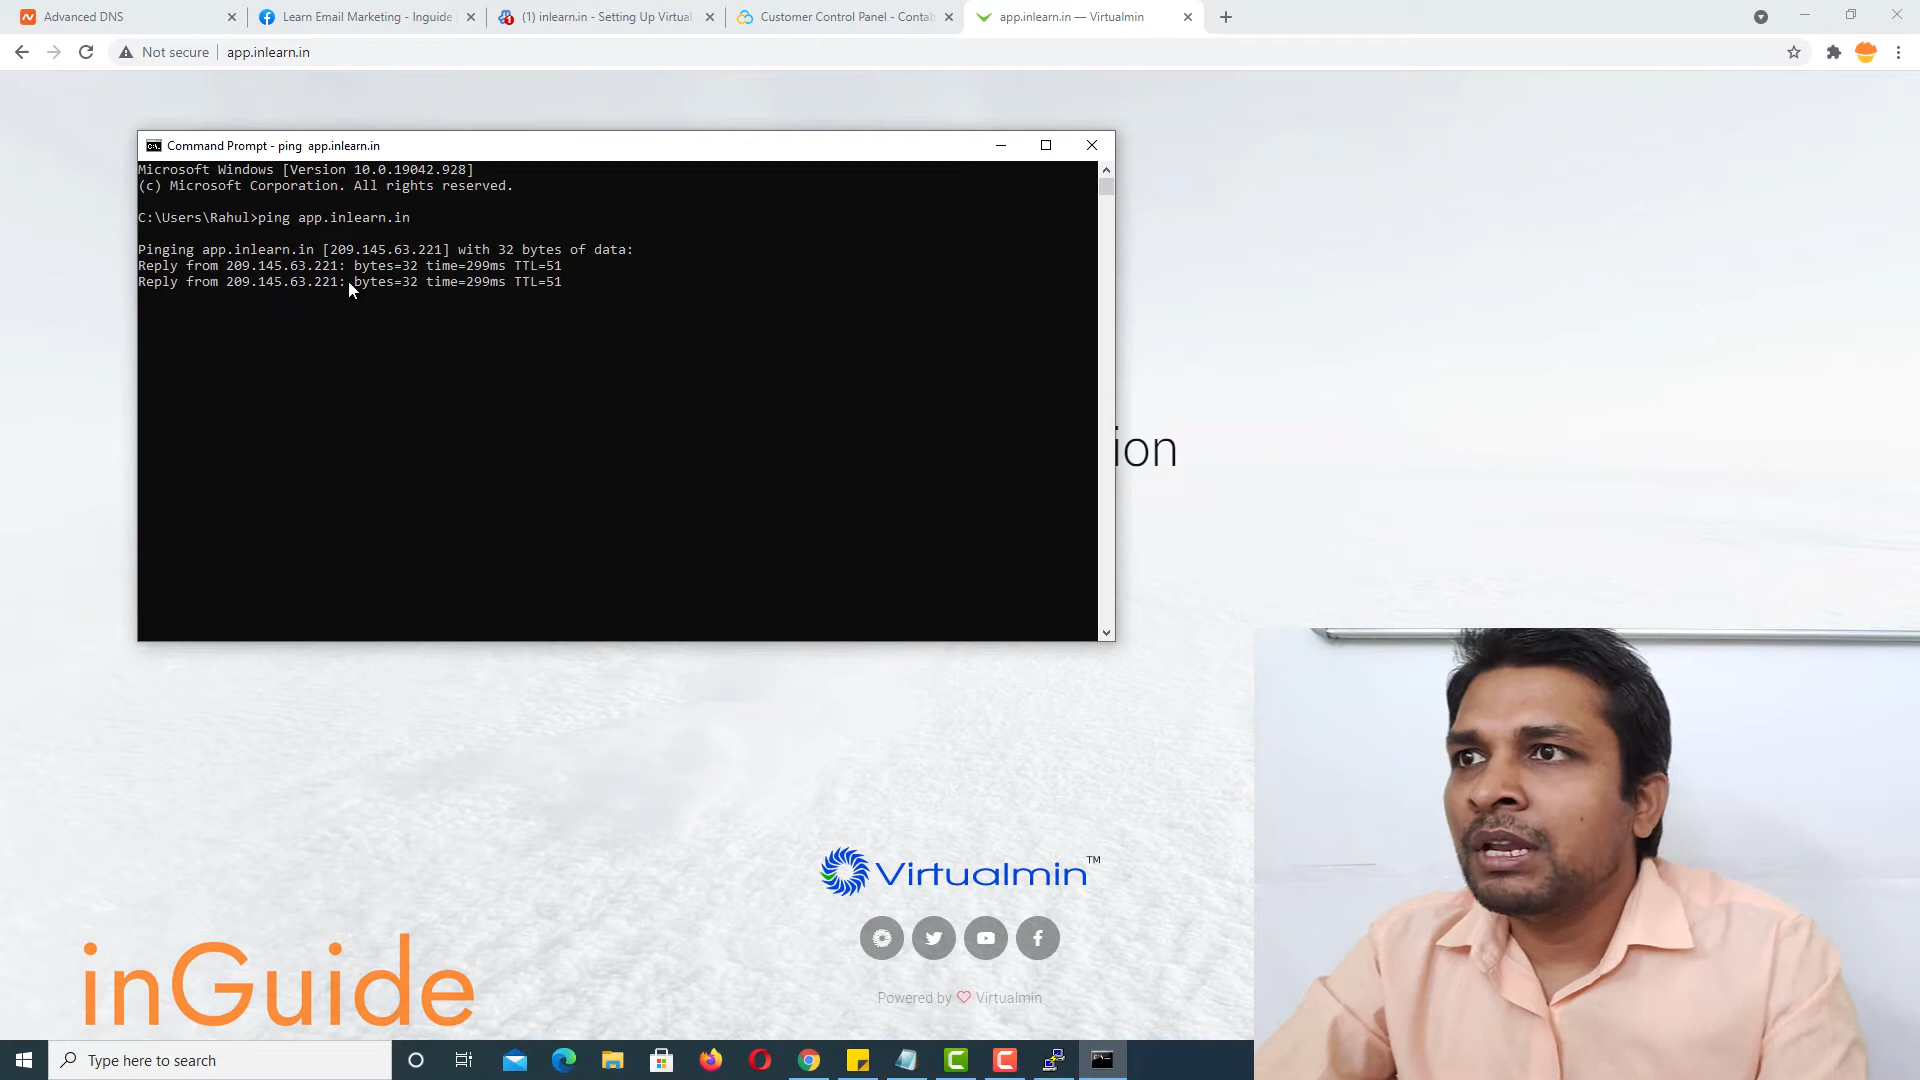 Advanced DNS
Learn Email Marketing - Inguide
(1) inlearn.in - Setting Up Virtual
Customer Control Panel - Contab
app.inlearn.in — Virtualmin
Not secure
app.inlearn.in
Command Prompt - ping app.inlearn.in
Microsoft Windows [Version 10.0.19042.928]
(c) Microsoft Corporation. All rights reserved.
C:\Users\Rahul>ping app.inlearn.in
Pinging app.inlearn.in [209.145.63.221] with 32 bytes of data:
Reply from 209.145.63.221: bytes=32 time=299ms TTL=51
Reply from 209.145.63.221: bytes=32 time=299ms TTL=51
ion
Virtualmin™
Powered by Virtualmin
inGuide
Type here to search